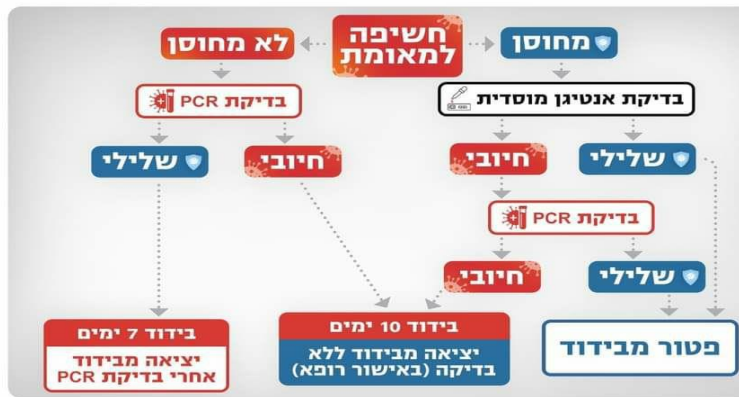 חשיפה
למאומת
מחוסן
לא מחוסן
בדיקת אנטיגן מוסדית
בדיקת PCR
שלילי
חיובי
חיובי
שלילי
בדיקת PCR
שלילי
חיובי
פטור מבידוד
בידוד 10 ימים
יציאה מבידוד ללא
בדיקה (באישור רופא)
בידוד 7 ימים
יציאה מבידוד
אחרי בדיקת PCR